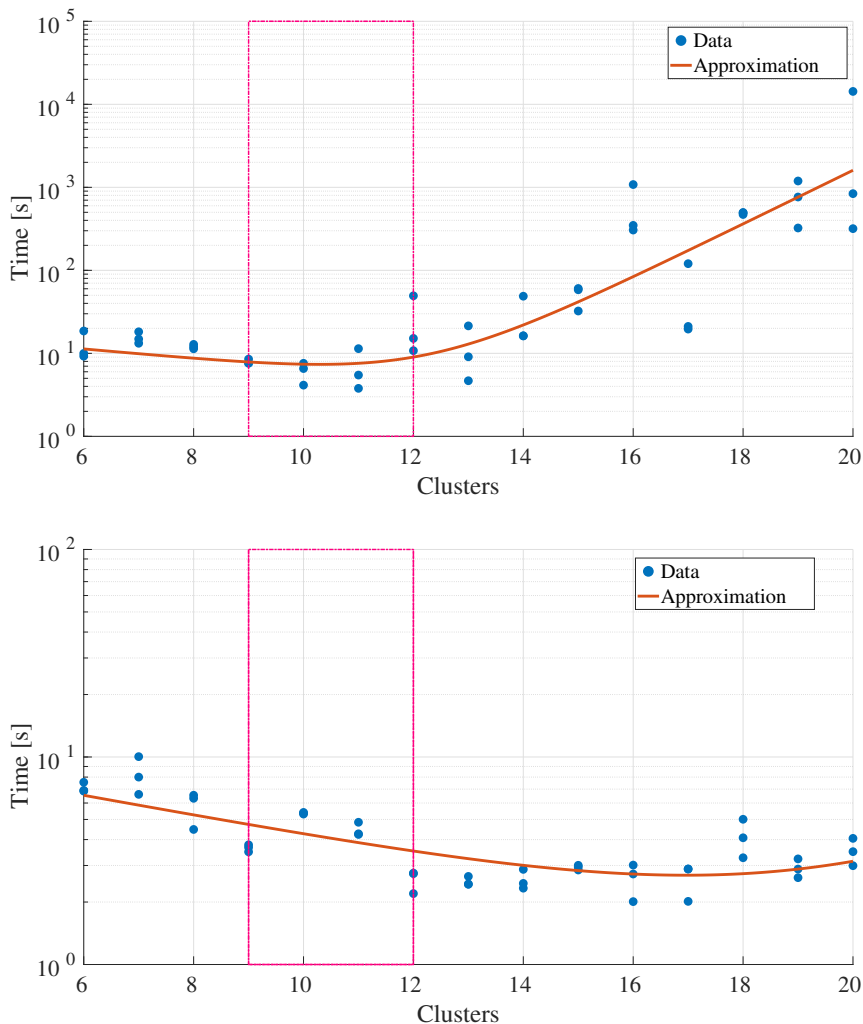 10^5
10^4
10^3
10^2
10^1
10^0
Time [s]
Data
Approximation
6 8 10 12 14 16 18 20
Clusters
10^2
10^1
10^0
Time [s]
Data
Approximation
6 8 10 12 14 16 18 20
Clusters